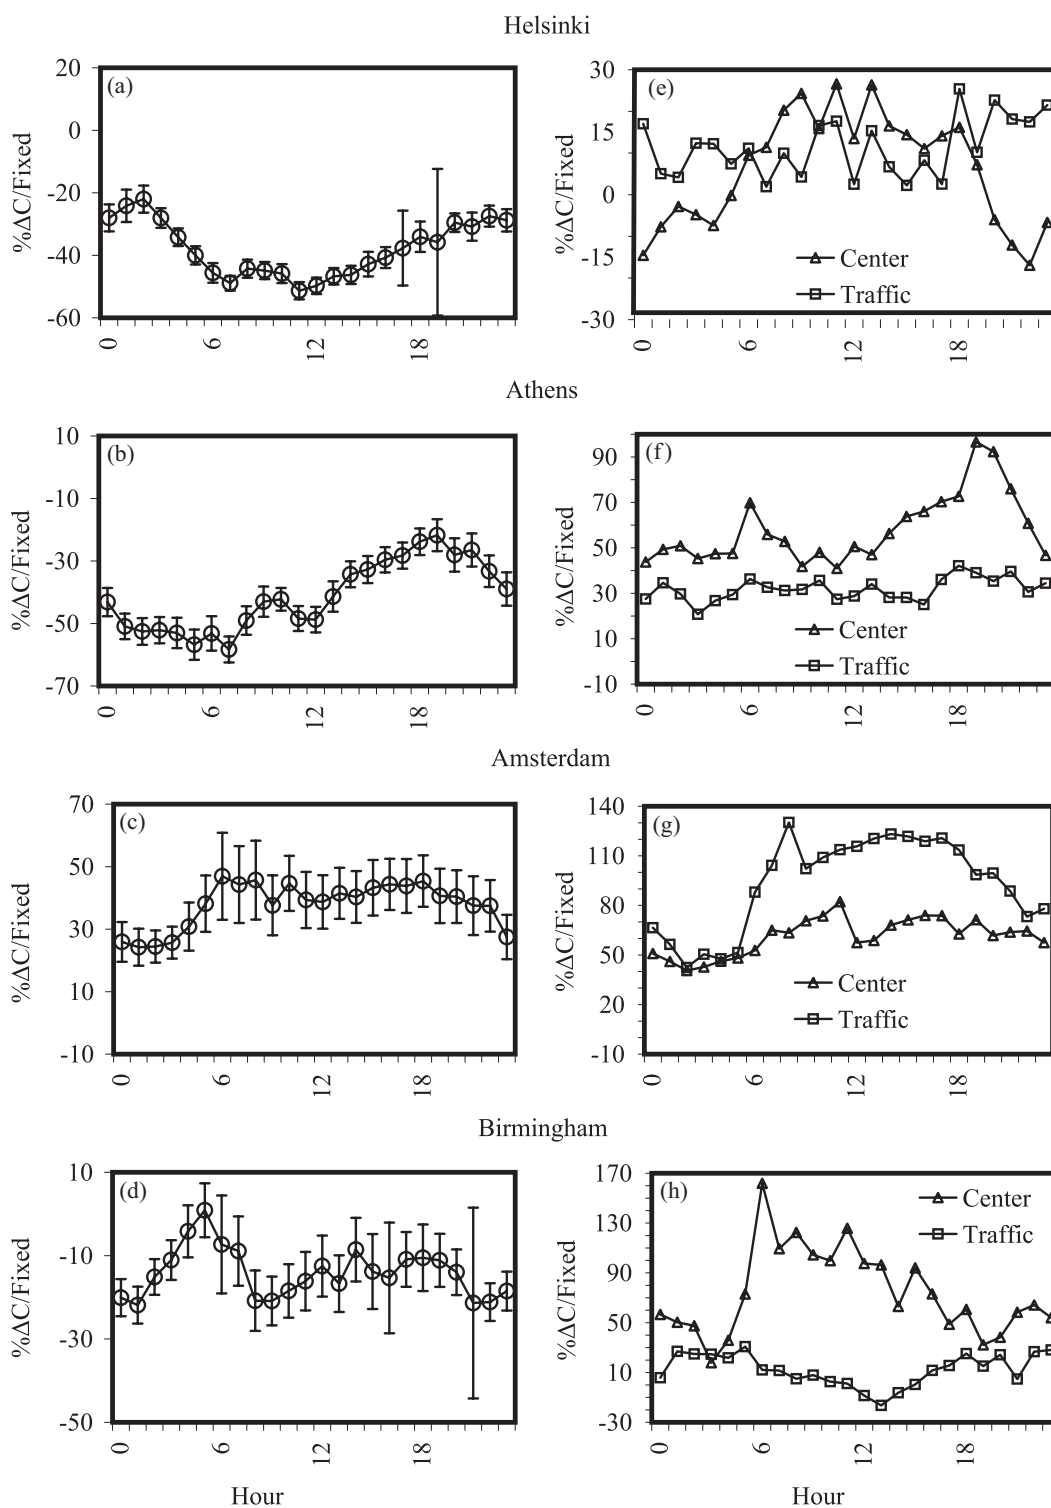 Helsinki
(a)
20
0
-20
-40
-60
%ΔC/Fixed
0 6 12 18
(e)
30
15
0
-15
-30
%ΔC/Fixed
Center
Traffic
0 6 12 18
Athens
(b)
10
-10
-30
-50
-70
%ΔC/Fixed
0 6 12 18
(f)
90
70
50
30
10
-10
%ΔC/Fixed
Center
Traffic
0 6 12 18
Amsterdam
(c)
70
50
30
10
-10
%ΔC/Fixed
0 6 12 18
(g)
140
110
80
50
20
-10
%ΔC/Fixed
Center
Traffic
0 6 12 18
Birmingham
(d)
10
-10
-30
-50
%ΔC/Fixed
0 6 12 18
Hour
(h)
170
130
90
50
10
-30
%ΔC/Fixed
Center
Traffic
0 6 12 18
Hour